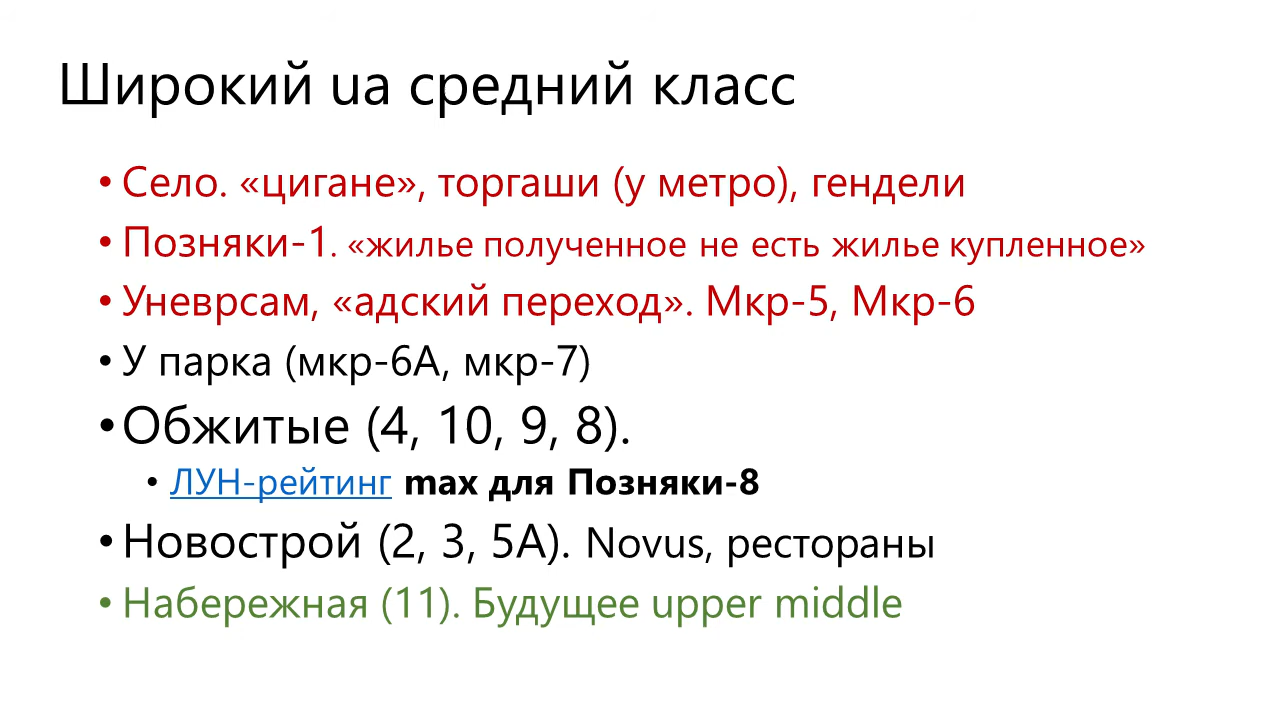 Широкий ua средний класс
• Село. «цигане», торгаши (у метро), гендели
• Позняки-1. «жилье полученное не есть жилье купленное»
• Уневрсам, «адский переход». Мкр-5, Мкр-6
• У парка (мкр-6А, мкр-7)
• Обжитые (4, 10, 9, 8).
• ЛУН-рейтинг max для Позняки-8
• Новострой (2, 3, 5А). Novus, рестораны
• Набережная (11). Будущее upper middle